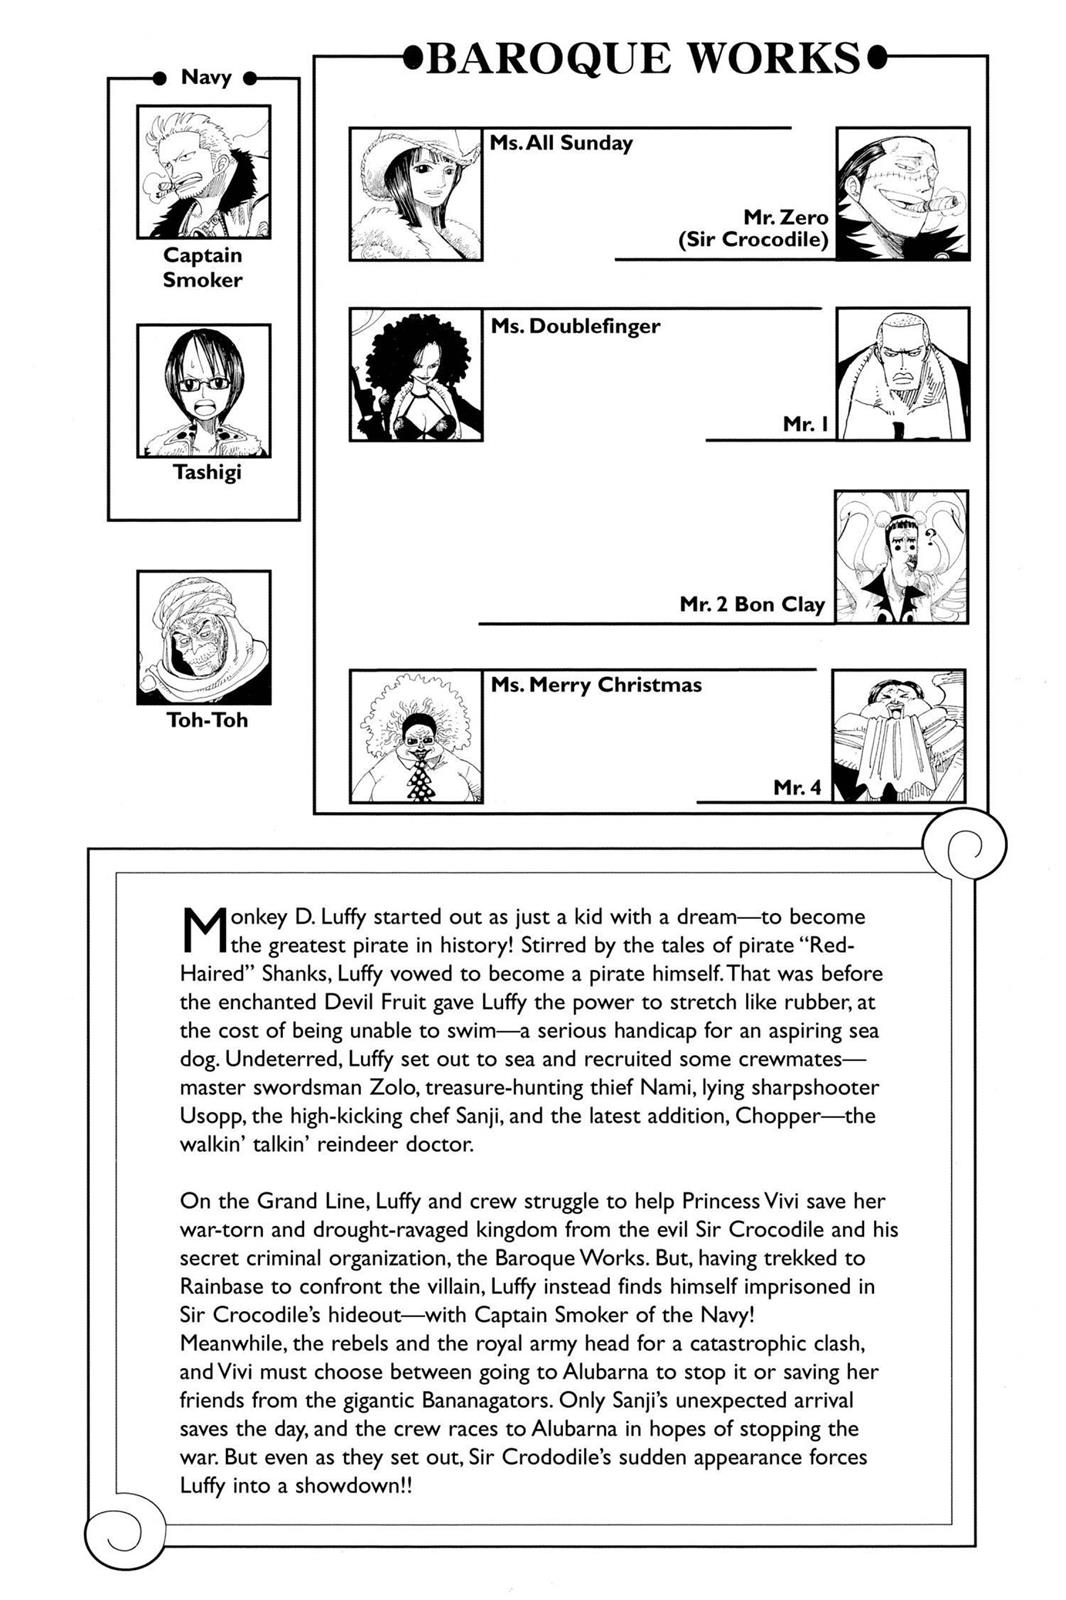 Navy
Captain
Smoker
Tashigi
Toh-Toh
BAROQUE WORKS
Ms. All Sunday
Mr. Zero
(Sir Crocodile)
Ms. Doublefinger
Mr. 1
?
Mr. 2 Bon Clay
Ms. Merry Christmas
Mr. 4
Monkey D. Luffy started out as just a kid with a dream—to become
the greatest pirate in history! Stirred by the tales of pirate “Red-
Haired” Shanks, Luffy vowed to become a pirate himself. That was before
the enchanted Devil Fruit gave Luffy the power to stretch like rubber, at
the cost of being unable to swim—a serious handicap for an aspiring sea
dog. Undeterred, Luffy set out to sea and recruited some crewmates—
master swordsman Zolo, treasure-hunting thief Nami, lying sharpshooter
Usopp, the high-kicking chef Sanji, and the latest addition, Chopper—the
walkin’ talkin’ reindeer doctor.
On the Grand Line, Luffy and crew struggle to help Princess Vivi save her
war-torn and drought-ravaged kingdom from the evil Sir Crocodile and his
secret criminal organization, the Baroque Works. But, having trekked to
Rainbase to confront the villain, Luffy instead finds himself imprisoned in
Sir Crocodile’s hideout—with Captain Smoker of the Navy!
Meanwhile, the rebels and the royal army head for a catastrophic clash,
and Vivi must choose between going to Alubarna to stop it or saving her
friends from the gigantic Bananagators. Only Sanji’s unexpected arrival
saves the day, and the crew races to Alubarna in hopes of stopping the
war. But even as they set out, Sir Crododile’s sudden appearance forces
Luffy into a showdown!!